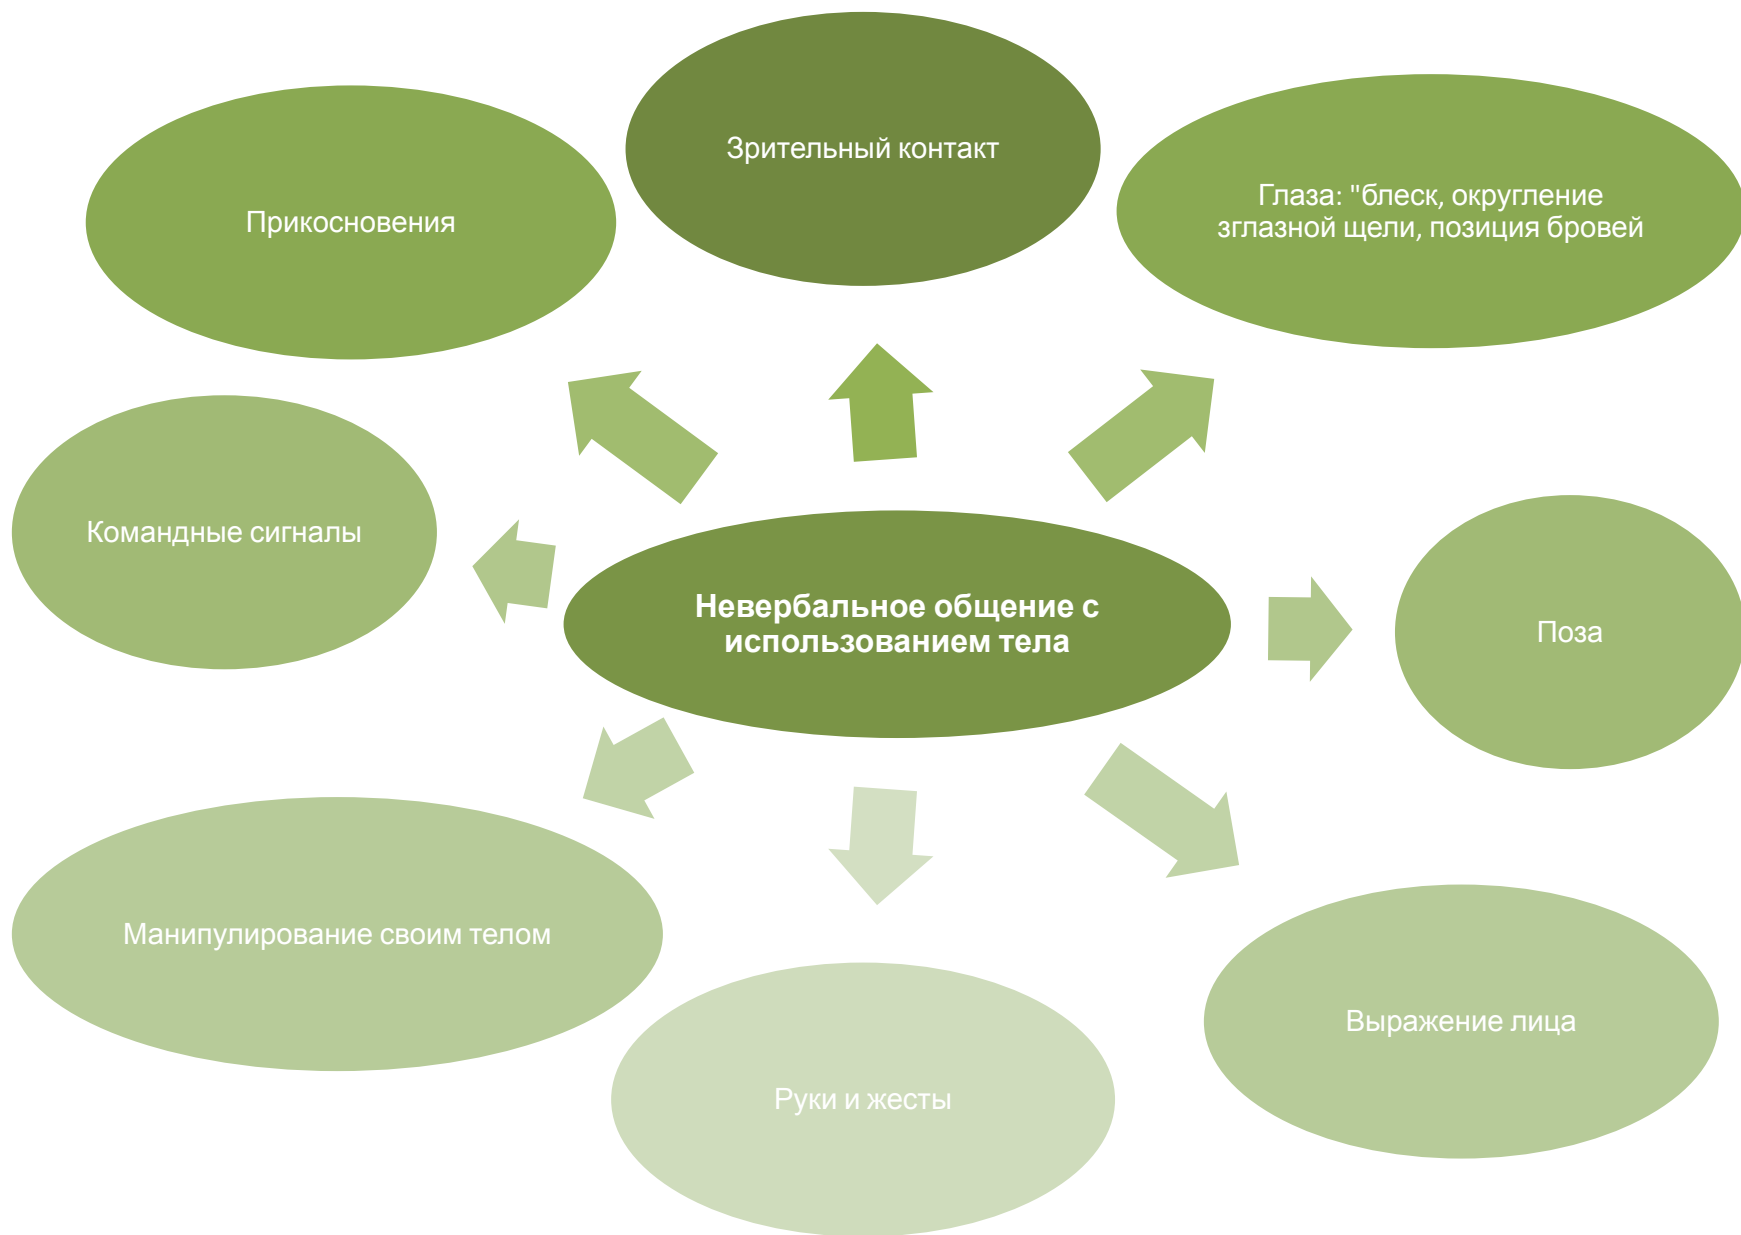 Зрительный контакт
Прикосновения
Глаза: "блеск, округление
зглазной щели, позиция бровей
Командные сигналы
Невербальное общение с
использованием тела
Поза
Манипулирование своим телом
Выражение лица
Руки и жесты